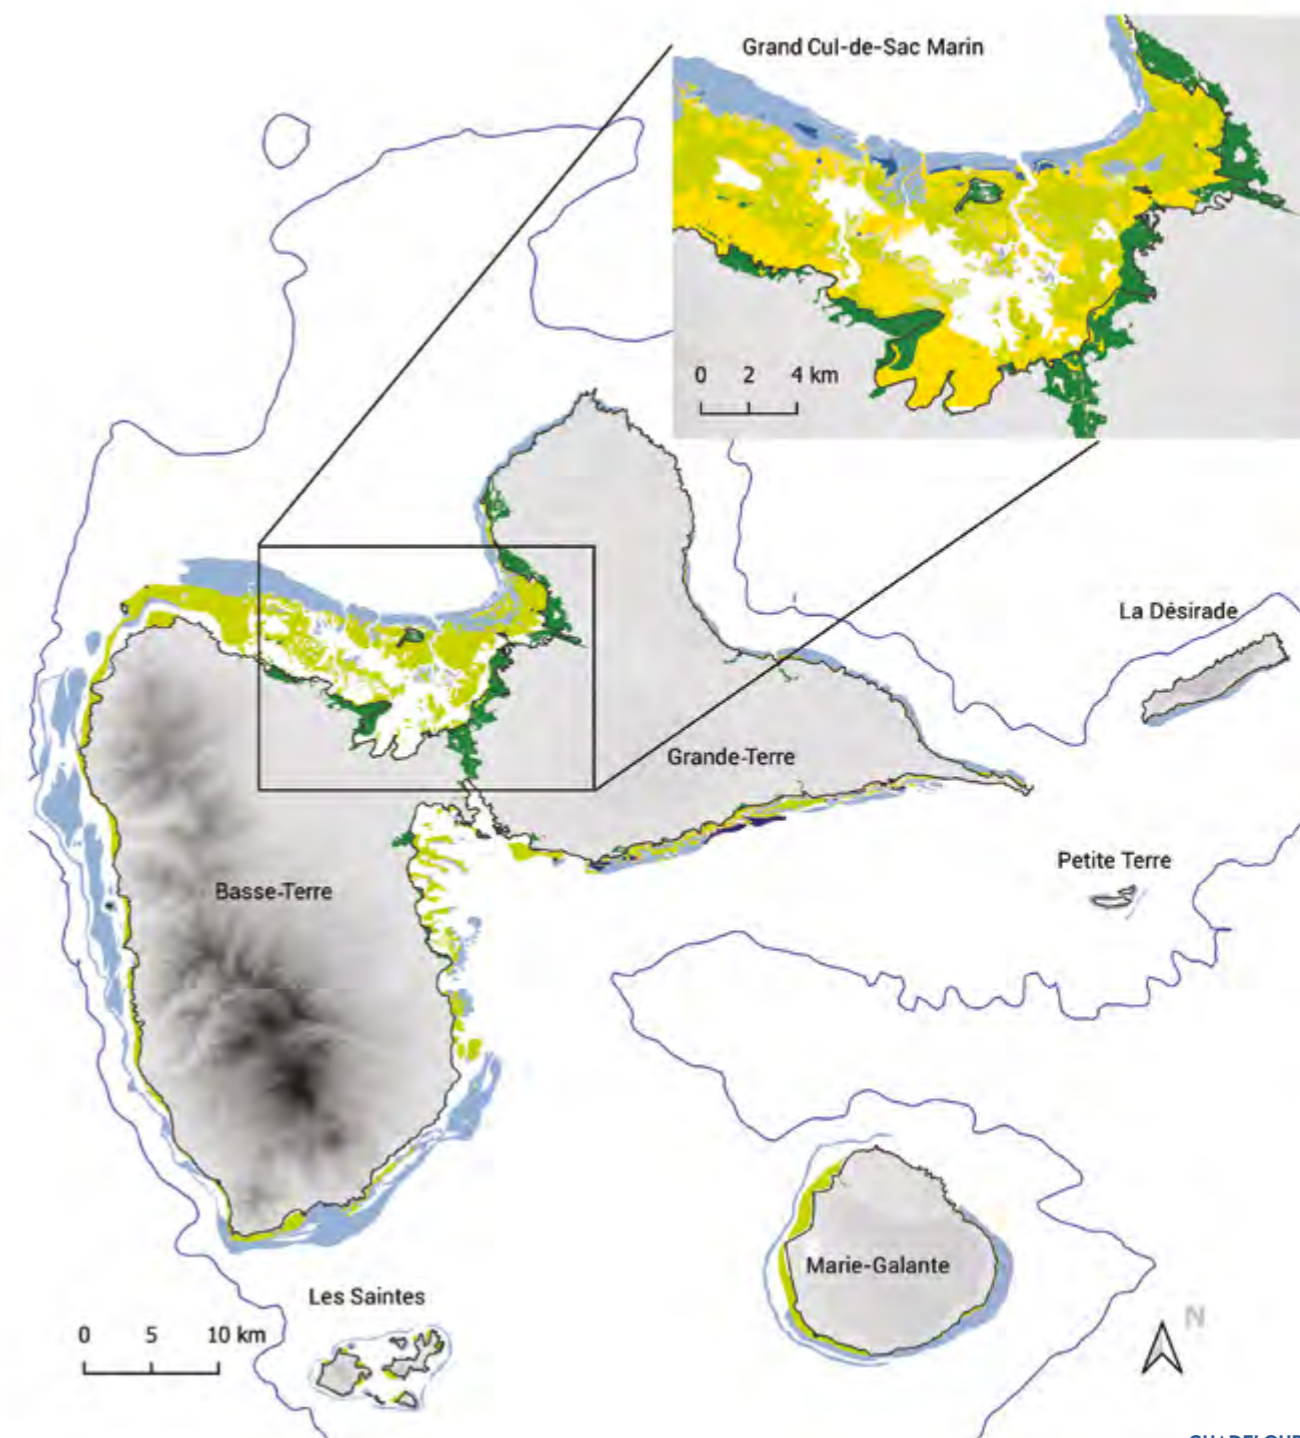 Grand Cul-de-Sac Marin
0 2 4 km
La Désirade
Grande-Terre
Petite Terre
Basse-Terre
Marie-Galante
Les Saintes
0 5 10 km
N